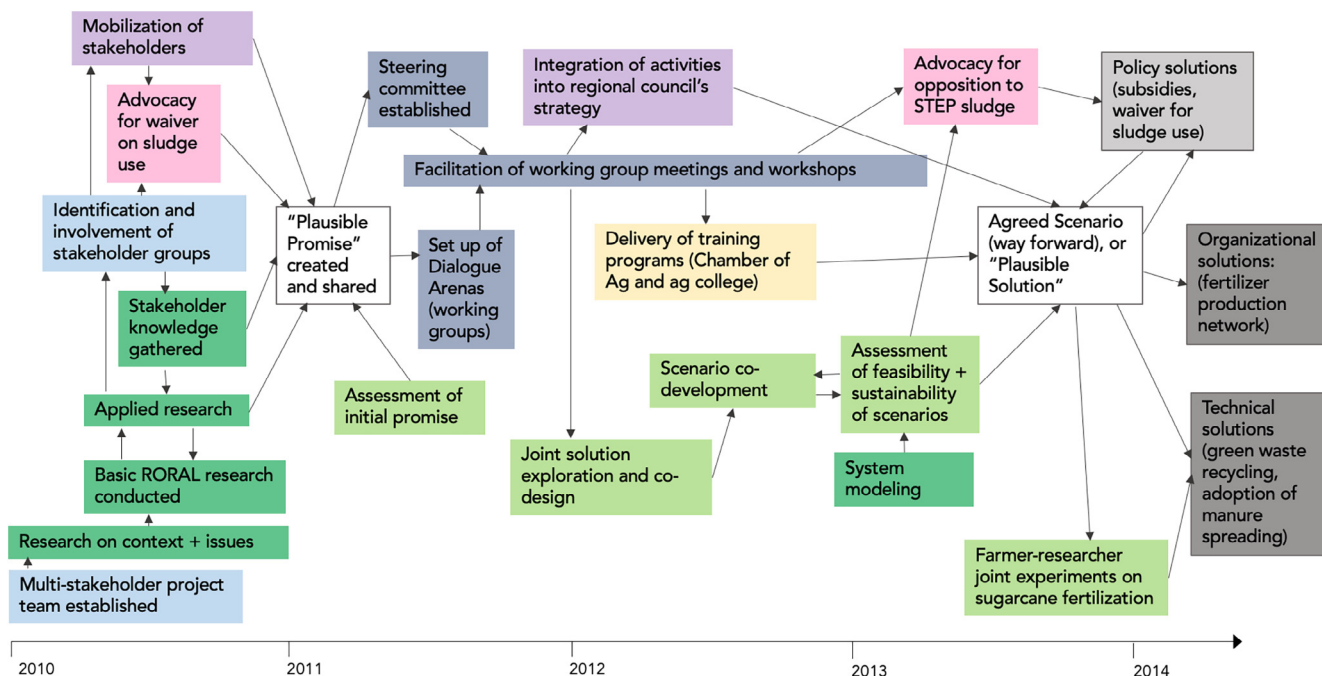 Mobilization of
stakeholders
Advocacy
for waiver
on sludge
use
Identification and
involvement of
stakeholder groups
Stakeholder
knowledge
gathered
Applied research
Basic RORAL research
conducted
Research on context + issues
Multi-stakeholder project
team established
“Plausible
Promise”
created
and shared
Assessment of
initial promise
Steering
committee
established
Set up of
Dialogue
Arenas
(working
groups)
Facilitation of working group meetings and workshops
Integration of activities
into regional council’s
strategy
Delivery of training
programs (Chamber of
Ag and ag college)
Joint solution
exploration and co-
design
Scenario co-
development
Assessment
of feasibility +
sustainability
of scenarios
System
modeling
Advocacy for
opposition to
STEP sludge
Agreed Scenario
(way forward), or
“Plausible
Solution”
Farmer-researcher
joint experiments on
sugarcane fertilization
Policy solutions
(subsidies,
waiver for
sludge use)
Organizational
solutions:
(fertilizer
production
network)
Technical
solutions
(green waste
recycling,
adoption of
manure
spreading)
2010
2011
2012
2013
2014